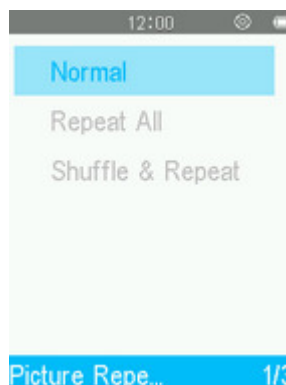 12:00
Normal
Repeat All
Shuffle & Repeat
Picture Repe... 1/3